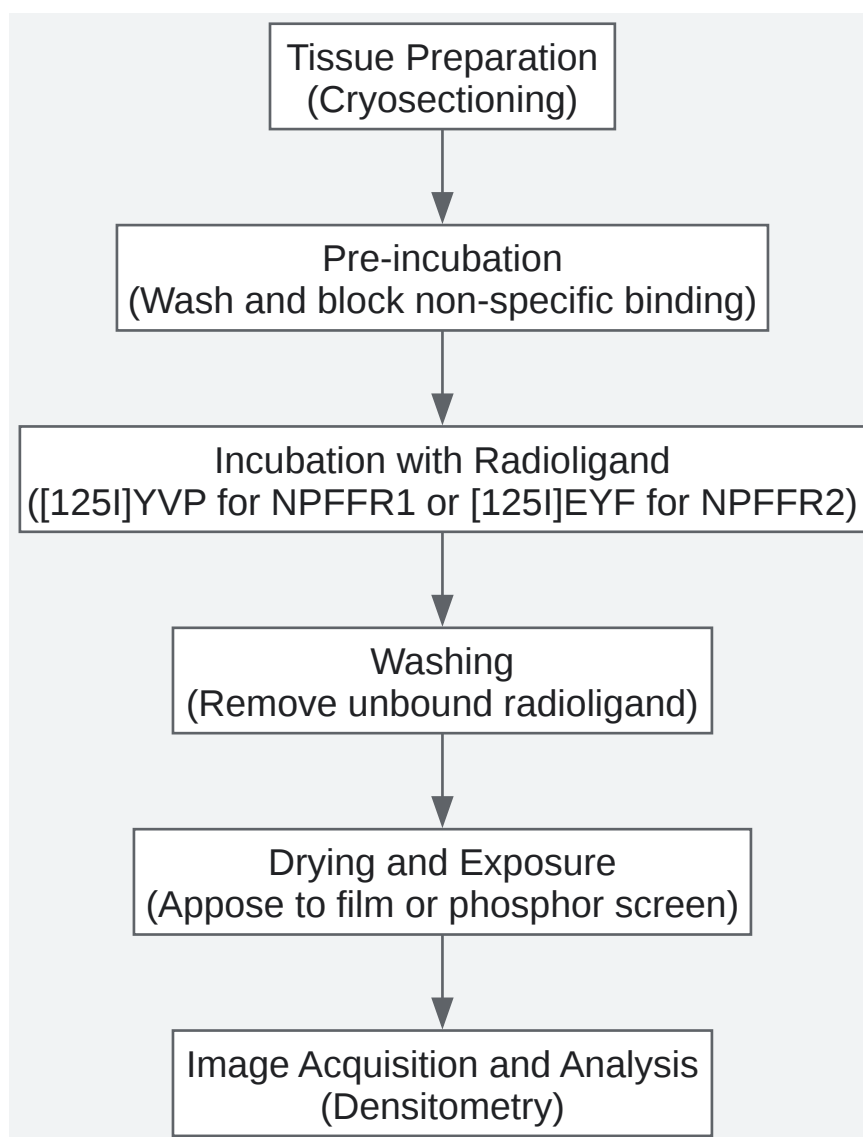 Tissue Preparation
(Cryosectioning)
Pre-incubation
(Wash and block non-specific binding)
Incubation with Radioligand
([125I]YVP for NPFFR1 or [125I]EYF for NPFFR2)
Washing
(Remove unbound radioligand)
Drying and Exposure
(Appose to film or phosphor screen)
Image Acquisition and Analysis
(Densitometry)